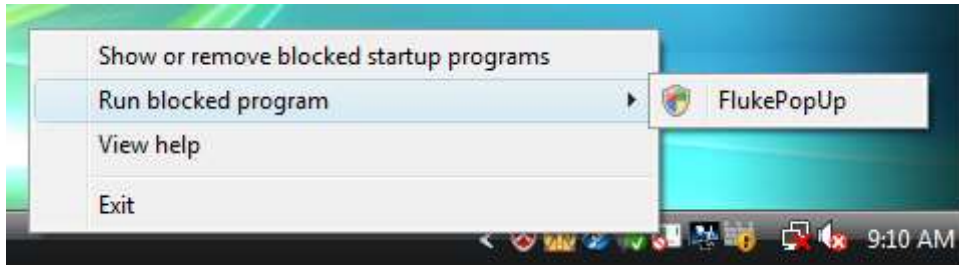 Show or remove blocked startup programs
Run blocked program
FlukePopUp
View help
Exit
9:10 AM